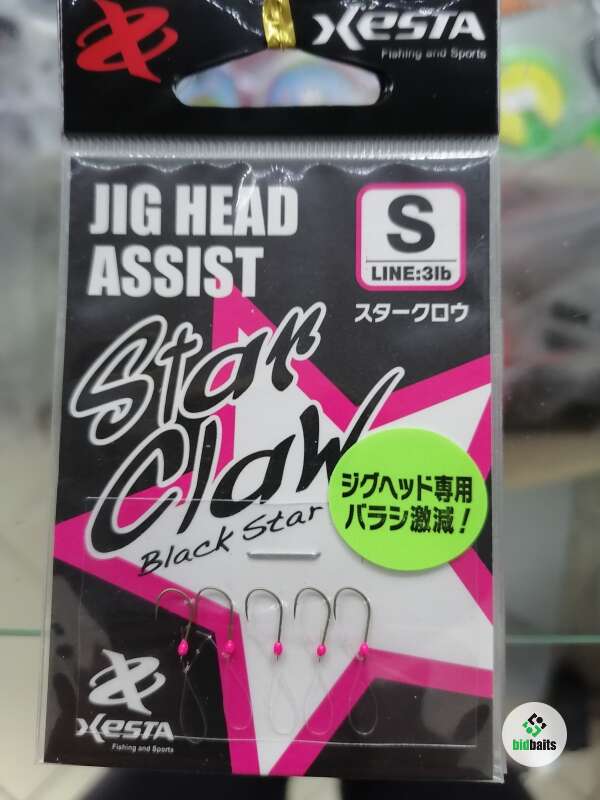 XESTA
Fishing and Sports
JIG HEAD
ASSIST
S
LINE:3lb
スタークロウ
Star
Claw
Black Star
ジグヘッド専用
バラシ激減!
XESTA
Fishing and Sports
bidbaits